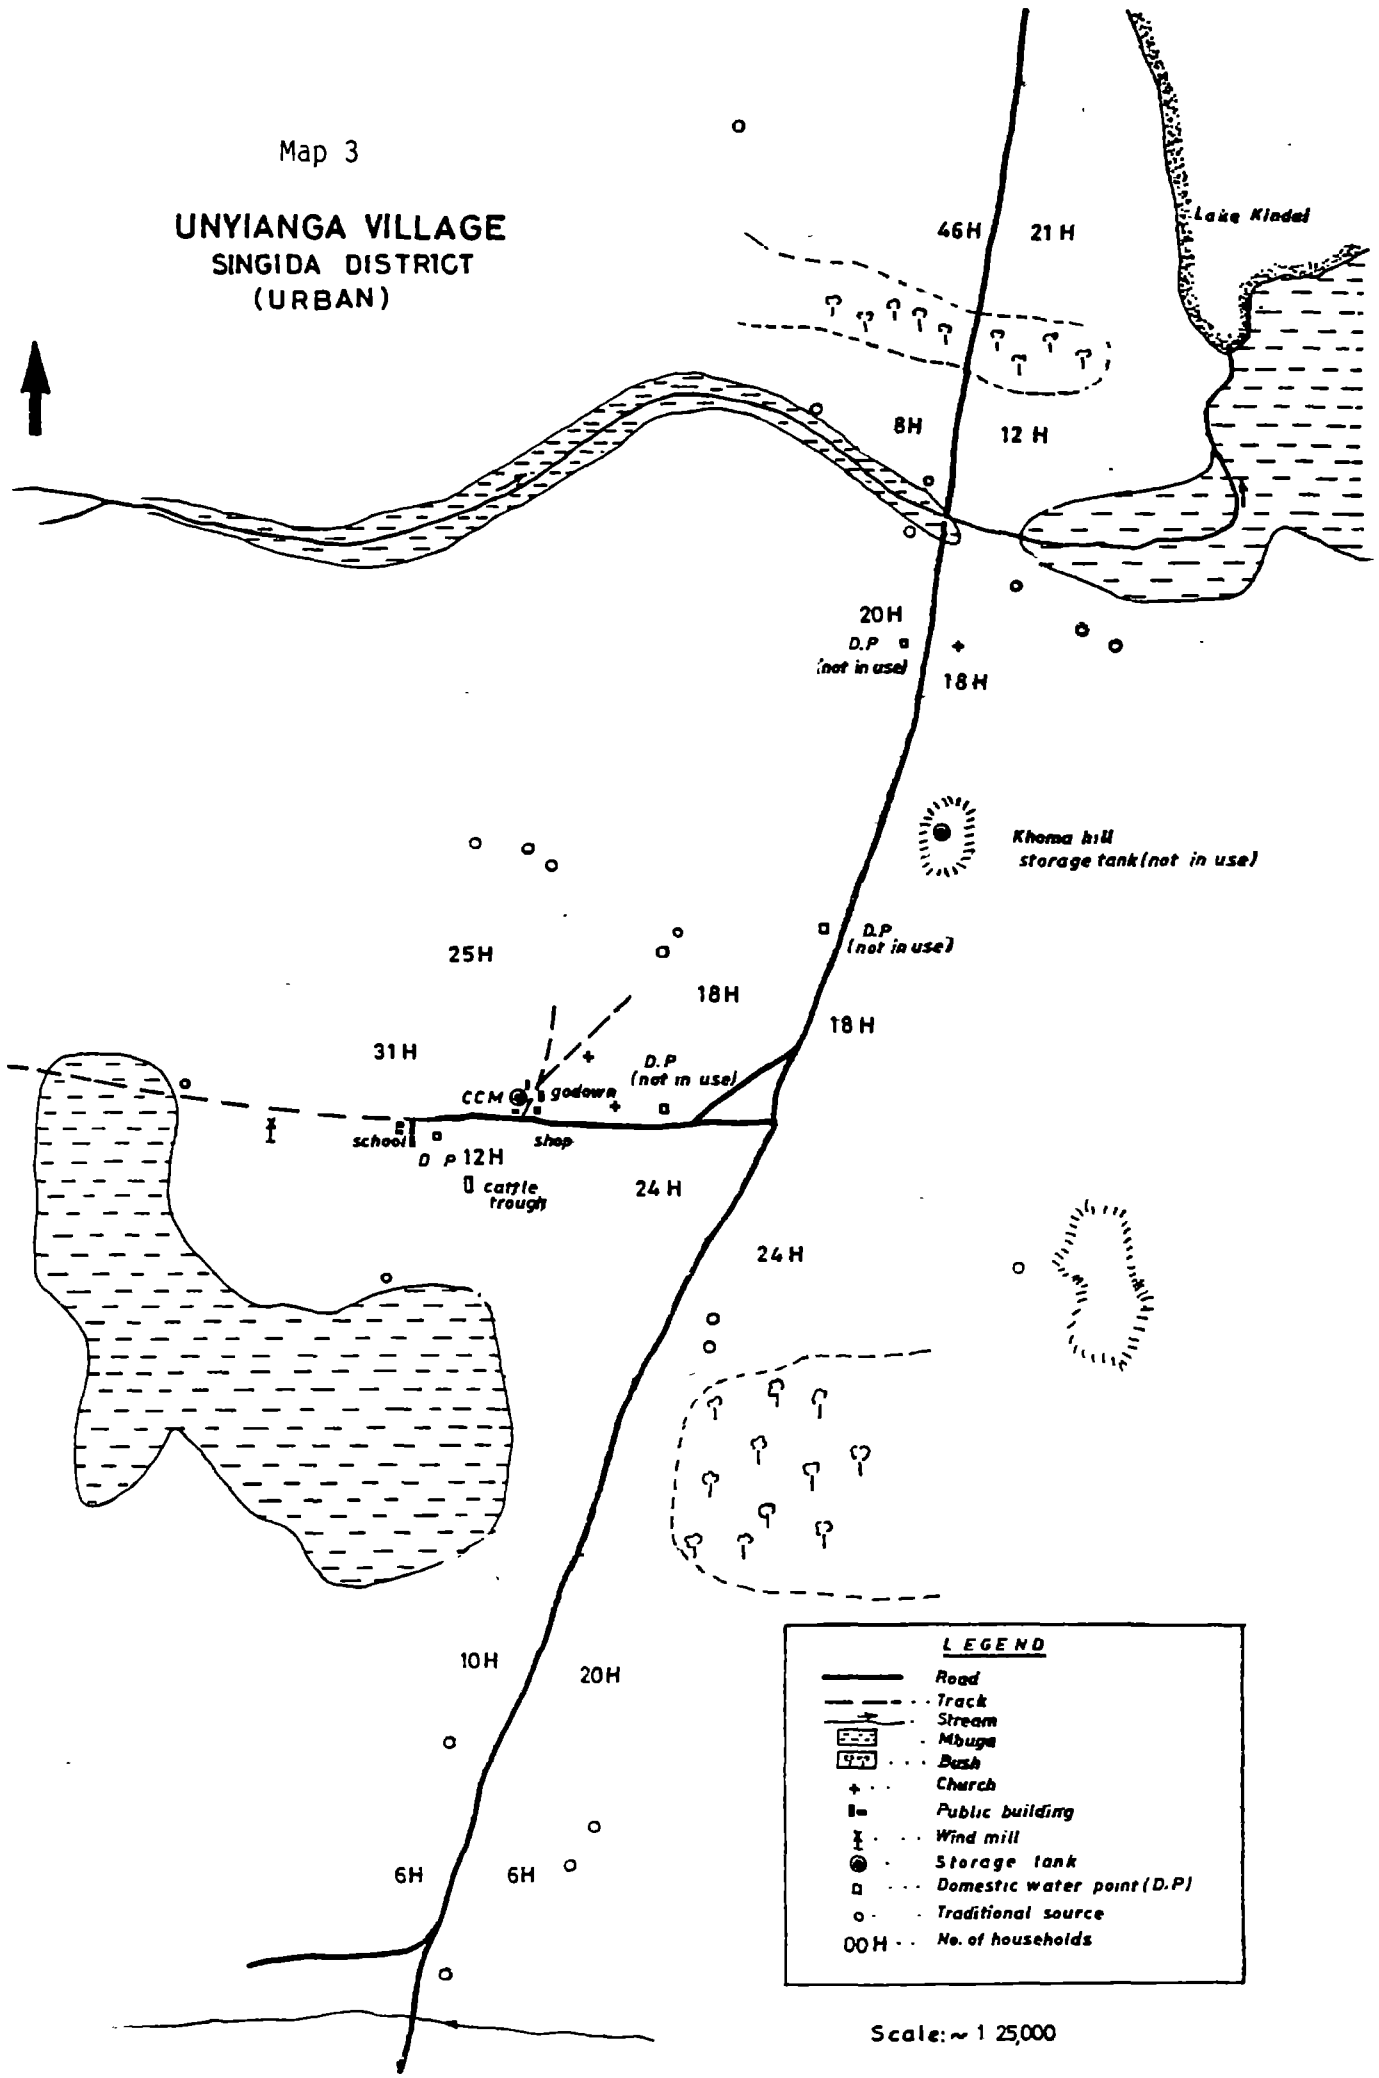 Map 3
UNYIANGA VILLAGE
SINGIDA DISTRICT
(URBAN)
46H
21H
Lake Kindai
8H
12H
20H
D.P
(not in use)
18H
Khoma hill
storage tank (not in use)
D.P
(not in use)
25H
18H
18H
31H
D.P
(not in use)
CCM
godown
school
shop
D P
12H
cattle
trough
24H
24H
10H
20H
6H
6H
LEGEND
Road
Track
Stream
Mbuga
Bush
Church
Public building
Wind mill
Storage tank
Domestic water point (D.P)
Traditional source
00H No. of households
Scale: ~ 1 25,000